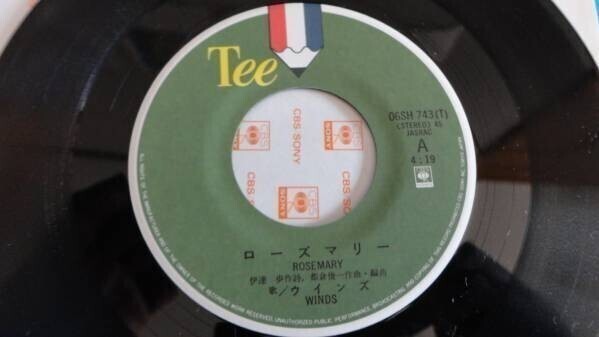 Tee
06SH 743(T)
(STEREO) 45
JASRAC
A
4:19
CBS SONY
CBS
SONY
CBS SONY
CBS
SONY
ローズマリー
ROSEMARY
伊達 歩作詩, 都倉俊一作曲・編曲
歌/ウインズ
WINDS